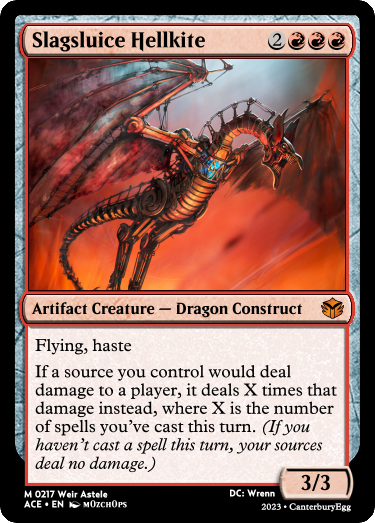 Slagsluice Hellkite 2
Artifact Creature — Dragon Construct
Flying, haste
If a source you control would deal
damage to a player, it deals X times that
damage instead, where X is the number
of spells you've cast this turn. (If you
haven't cast a spell this turn, your sources
deal no damage.)
3/3
M 0217 Weir Astele DC: Wrenn
ACE • EN MOZCHOPS 2023 - CanterburyEgg